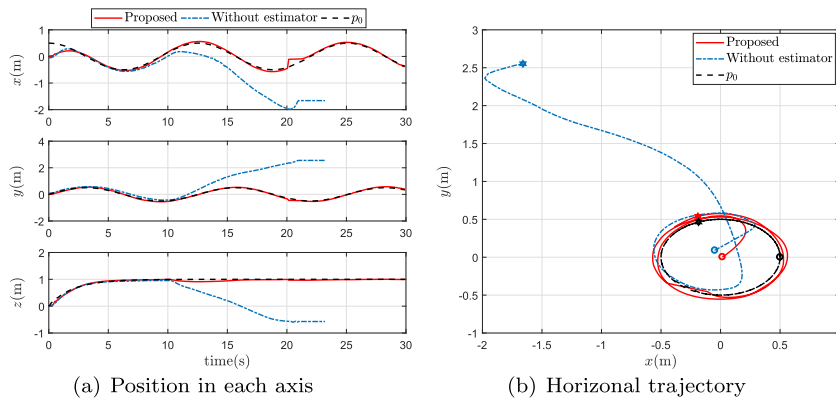 Proposed Without estimator p0
1
0
-1
-2
x(m)
0 5 10 15 20 25 30
4
2
0
-2
y(m)
0 5 10 15 20 25 30
2
1
0
-1
z(m)
0 5 10 15 20 25 30
time(s)
(a) Position in each axis
Proposed
Without estimator
p0
3
2.5
2
1.5
1
0.5
0
-0.5
-1
y(m)
-2 -1.5 -1 -0.5 0 0.5
x(m)
(b) Horizonal trajectory